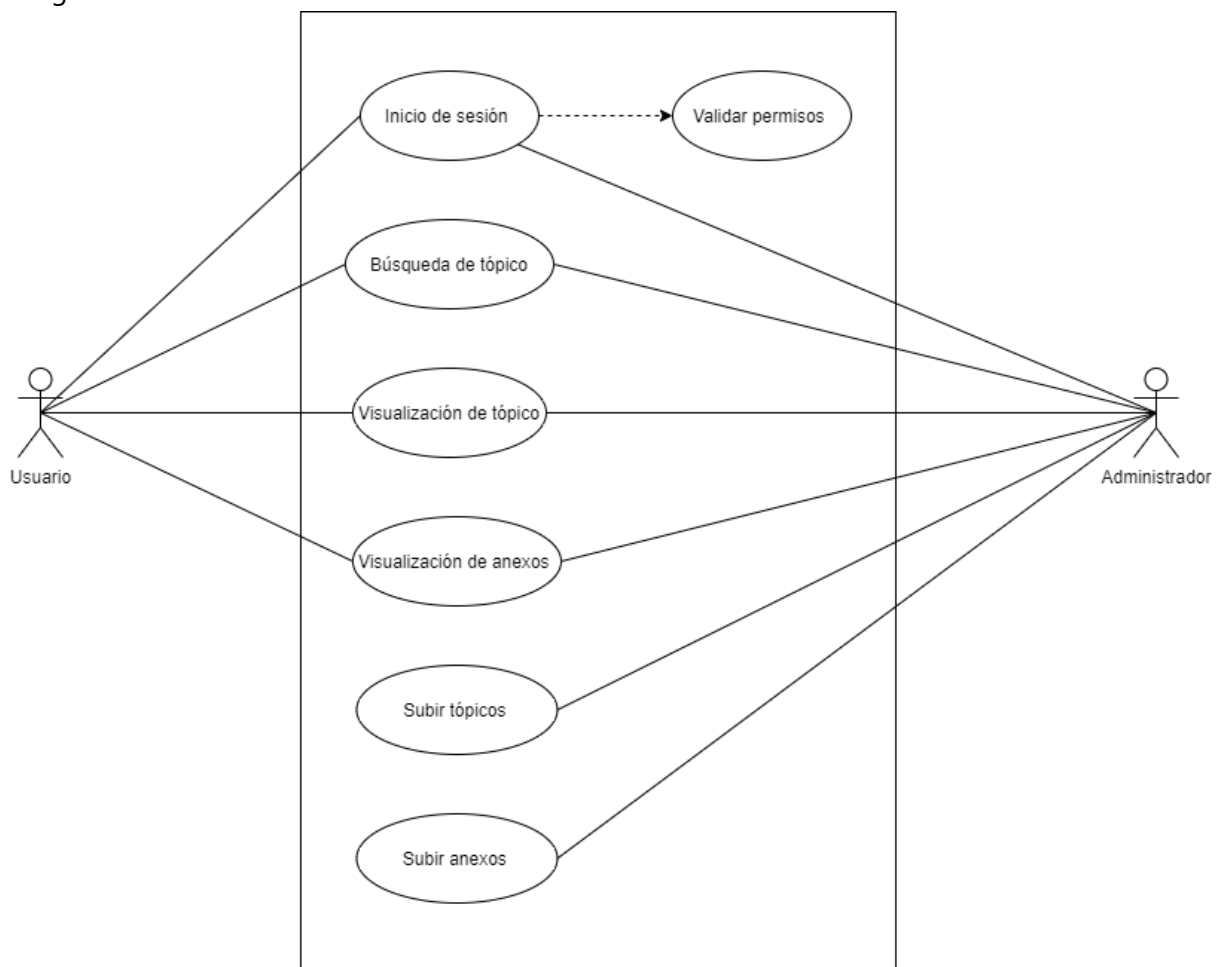 Inicio de sesión
Validar permisos
Búsqueda de tópico
Visualización de tópico
Usuario
Administrador
Visualización de anexos
Subir tópicos
Subir anexos